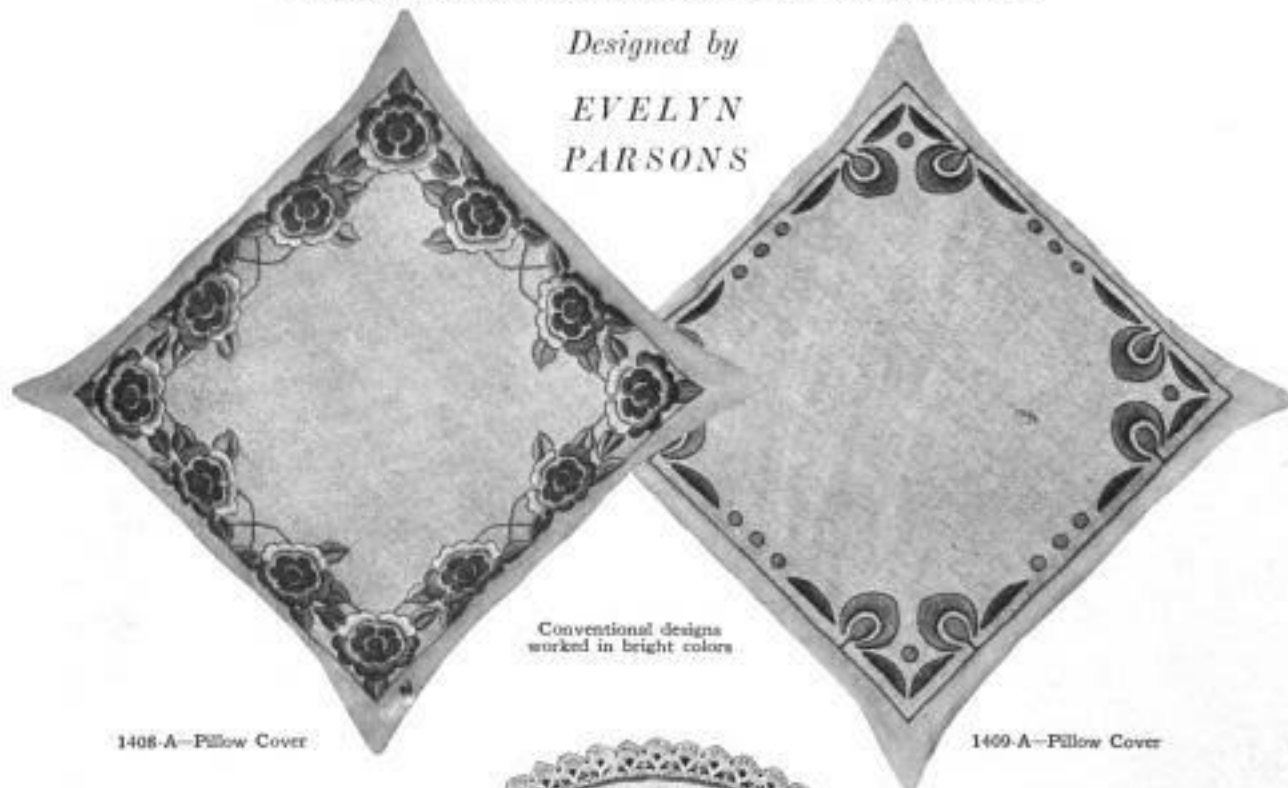 Designed by
EVELYN
PARSONS
Conventional designs
worked in bright colors
1408-A—Pillow Cover
1409-A—Pillow Cover